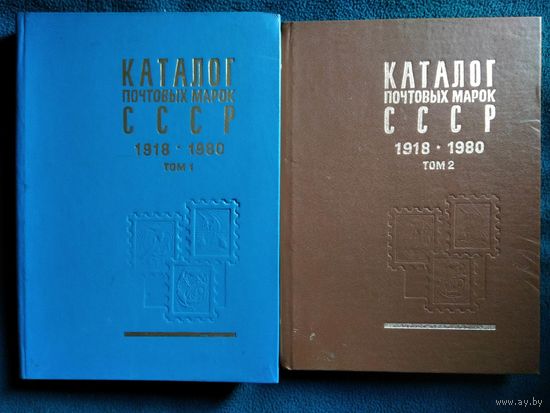 КАТАЛОГ
ПОЧТОВЫХ МАРОК
СССР
1918 · 1980
ТОМ 1
КАТАЛОГ
ПОЧТОВЫХ МАРОК
СССР
1918 · 1980
ТОМ 2
www.ay.by